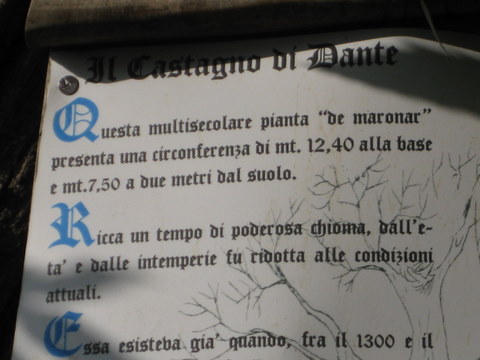 Il Castagno di Dante
Questa multisecolare pianta “de maronar”
presenta una circonferenza di mt. 12,40 alla base
e mt.7,50 a due metri dal suolo.
Ricca un tempo di poderosa chioma, dall'e-
ta' e dalle intemperie fu ridotta alle condizioni
attuali.
Essa esisteva gia' quando, fra il 1300 e il